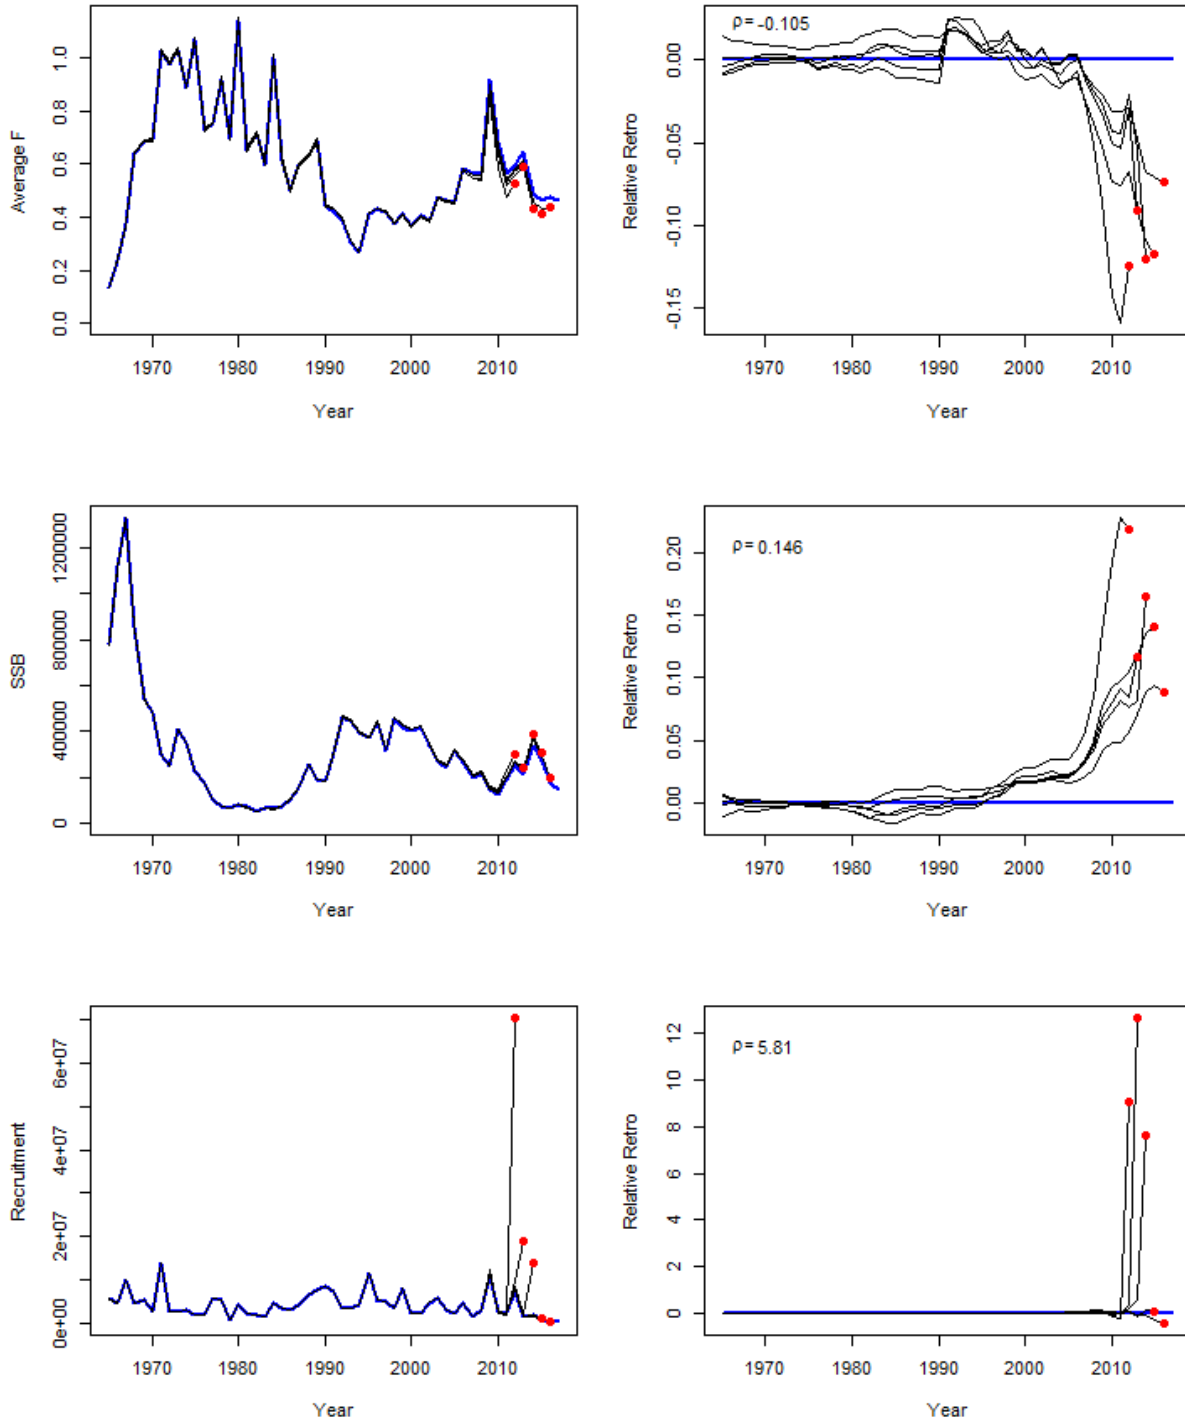 Average F
0.0 0.2 0.4 0.6 0.8 1.0
1970 1980 1990 2000 2010
Year
ρ= -0.105
Relative Retro
-0.15 -0.10 -0.05 0.00
1970 1980 1990 2000 2010
Year
SSB
0 400000 800000 1200000
1970 1980 1990 2000 2010
Year
ρ= 0.146
Relative Retro
0.00 0.05 0.10 0.15 0.20
1970 1980 1990 2000 2010
Year
Recruitment
0e+00 2e+07 4e+07 6e+07
1970 1980 1990 2000 2010
Year
ρ= 5.81
Relative Retro
0 2 4 6 8 10 12
1970 1980 1990 2000 2010
Year